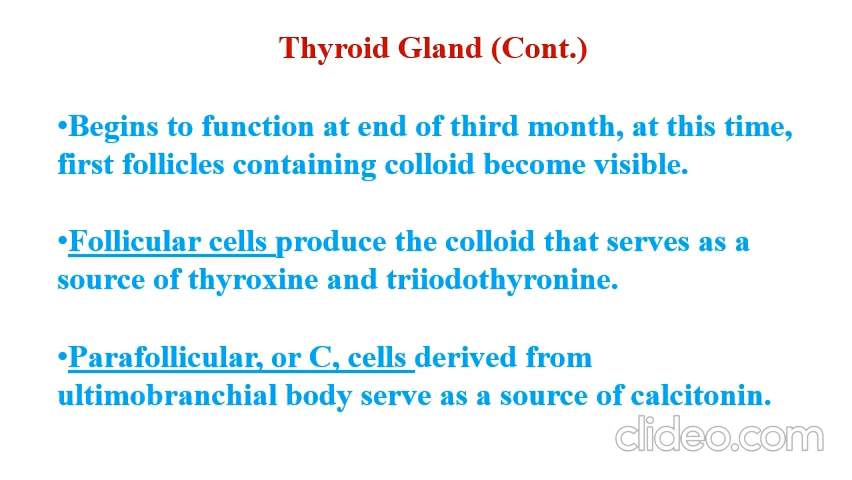 Thyroid Gland (Cont.)
•Begins to function at end of third month, at this time,
first follicles containing colloid become visible.
•Follicular cells produce the colloid that serves as a
source of thyroxine and triiodothyronine.
•Parafollicular, or C, cells derived from
ultimobranchial body serve as a source of calcitonin.
clideo.com